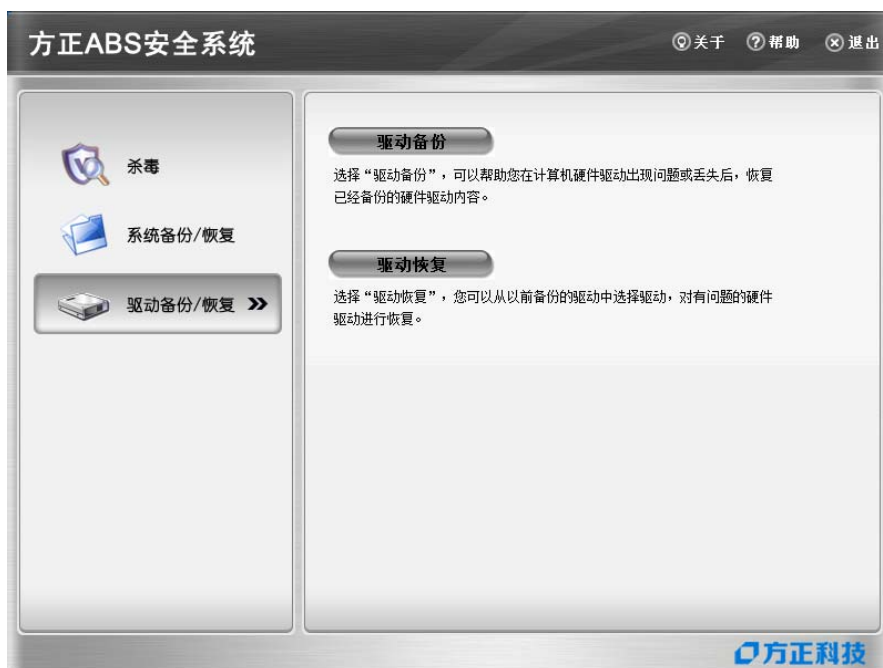 方正ABS安全系统
关于 帮助 退出
杀毒
系统备份/恢复
驱动备份/恢复
驱动备份
选择“驱动备份”，可以帮助您在计算机硬件驱动出现问题或丢失后，恢复
已经备份的硬件驱动内容。
驱动恢复
选择“驱动恢复”，您可以从以前备份的驱动中选择驱动，对有问题的硬件
驱动进行恢复。
方正科技